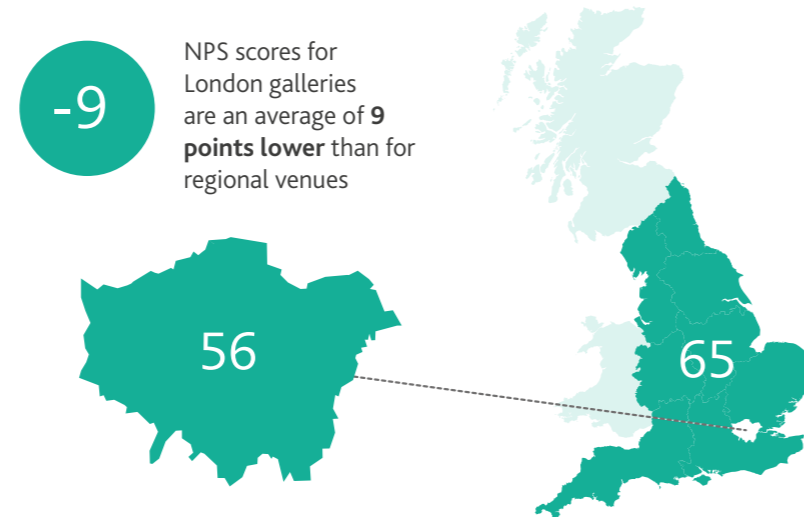 -9
NPS scores for
London galleries
are an average of 9
points lower than for
regional venues
56
65